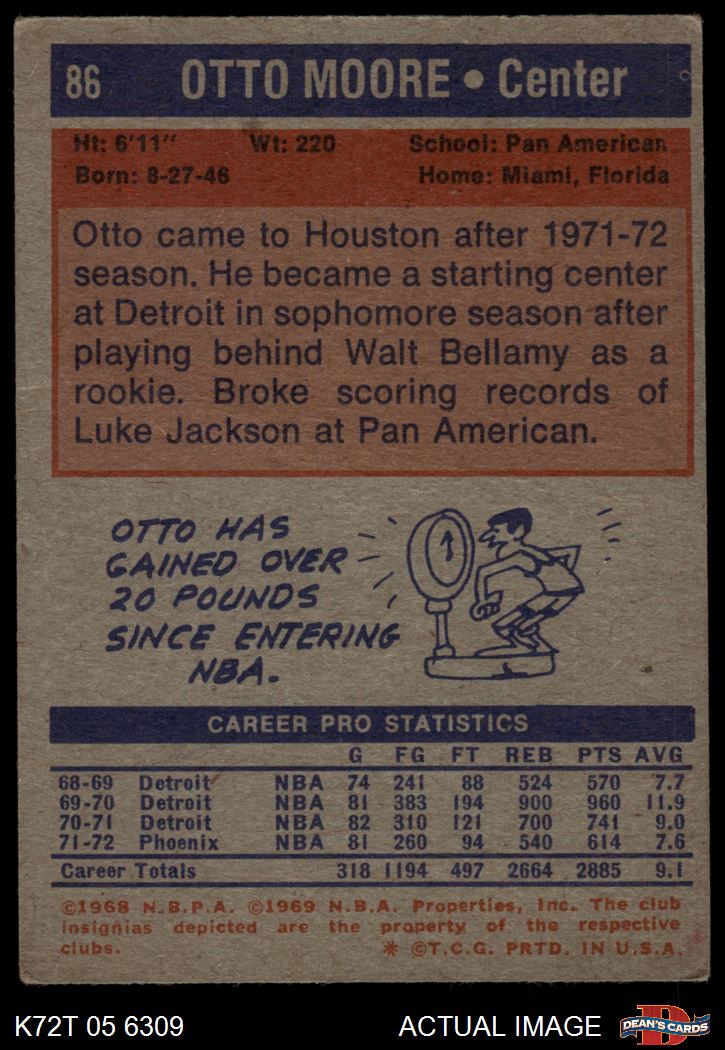 86 OTTO MOORE • Center
Ht: 6'11" Wt: 220 School: Pan American
Born: 8-27-46 Home: Miami, Florida
Otto came to Houston after 1971-72
season. He became a starting center
at Detroit in sophomore season after
playing behind Walt Bellamy as a
rookie. Broke scoring records of
Luke Jackson at Pan American.
OTTO HAS
GAINED OVER
20 POUNDS
SINCE ENTERING
NBA.
CAREER PRO STATISTICS
G FG FT REB PTS AVG
68-69 Detroit NBA 74 241 88 524 570 7.7
69-70 Detroit NBA 81 383 194 900 960 11.9
70-71 Detroit NBA 82 310 121 700 741 9.0
71-72 Phoenix NBA 81 260 94 540 614 7.6
Career Totals 318 1194 497 2664 2885 9.1
©1968 N.B.P.A. ©1969 N.B.A. Properties, Inc. The club
insignias depicted are the property of the respective
clubs. * ©T.C.G. PRTD. IN U.S.A.
K72T 05 6309 ACTUAL IMAGE D DEAN'S CARDS